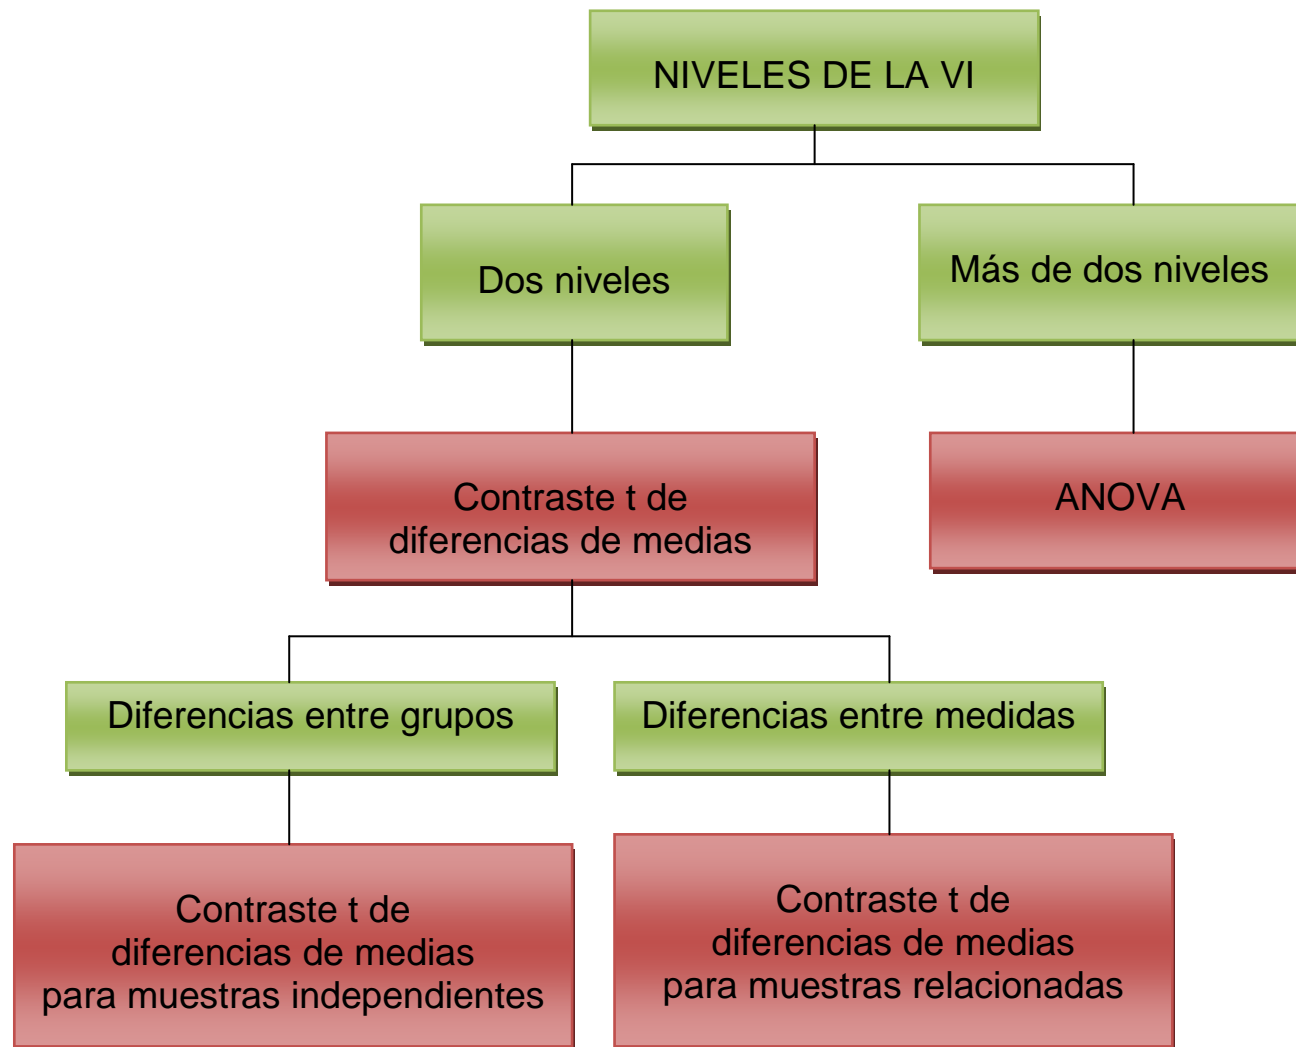 NIVELES DE LA VI
Dos niveles
Más de dos niveles
Contraste t de
diferencias de medias
ANOVA
Diferencias entre grupos
Diferencias entre medidas
Contraste t de
diferencias de medias
para muestras independientes
Contraste t de
diferencias de medias
para muestras relacionadas